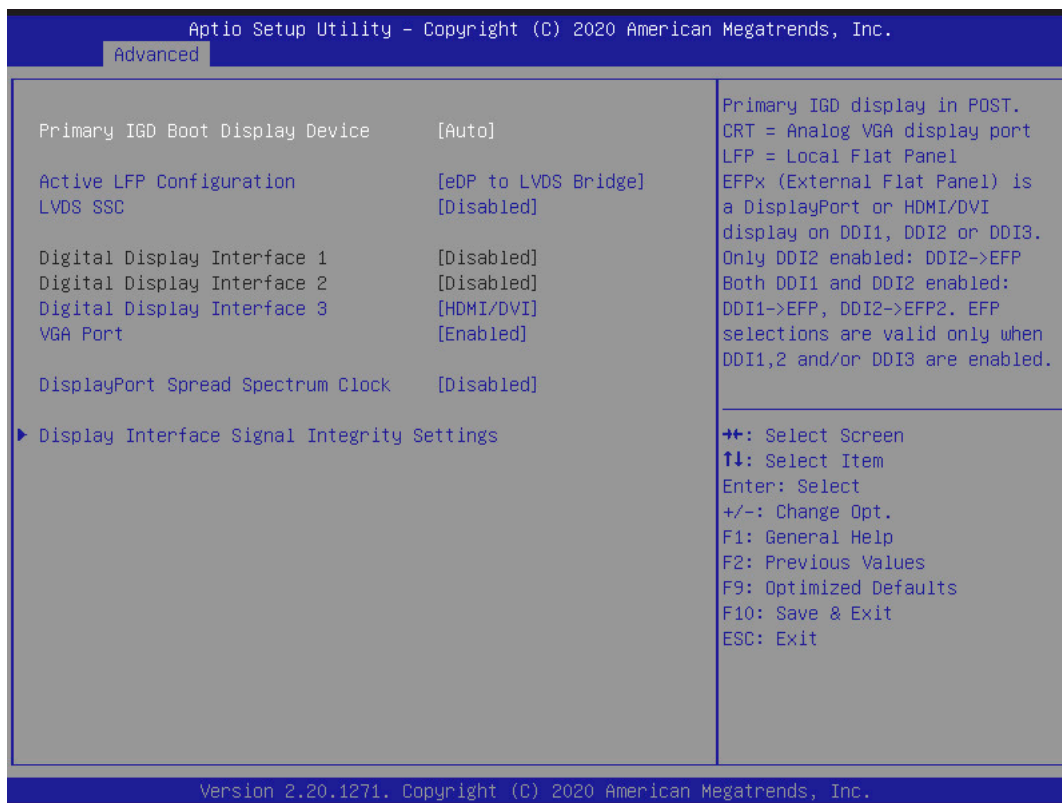 Aptio Setup Utility – Copyright (C) 2020 American Megatrends, Inc.
Advanced
Primary IGD Boot Display Device [Auto]
Active LFP Configuration [eDP to LVDS Bridge]
LVDS SSC [Disabled]
Digital Display Interface 1 [Disabled]
Digital Display Interface 2 [Disabled]
Digital Display Interface 3 [HDMI/DVI]
VGA Port [Enabled]
DisplayPort Spread Spectrum Clock [Disabled]
▶ Display Interface Signal Integrity Settings
Primary IGD display in POST.
CRT = Analog VGA display port
LFP = Local Flat Panel
EFPx (External Flat Panel) is
a DisplayPort or HDMI/DVI
display on DDI1, DDI2 or DDI3.
Only DDI2 enabled: DDI2->EFP
Both DDI1 and DDI2 enabled:
DDI1->EFP, DDI2->EFP2. EFP
selections are valid only when
DDI1,2 and/or DDI3 are enabled.
→←: Select Screen
↑↓: Select Item
Enter: Select
+/-: Change Opt.
F1: General Help
F2: Previous Values
F9: Optimized Defaults
F10: Save & Exit
ESC: Exit
Version 2.20.1271. Copyright (C) 2020 American Megatrends, Inc.